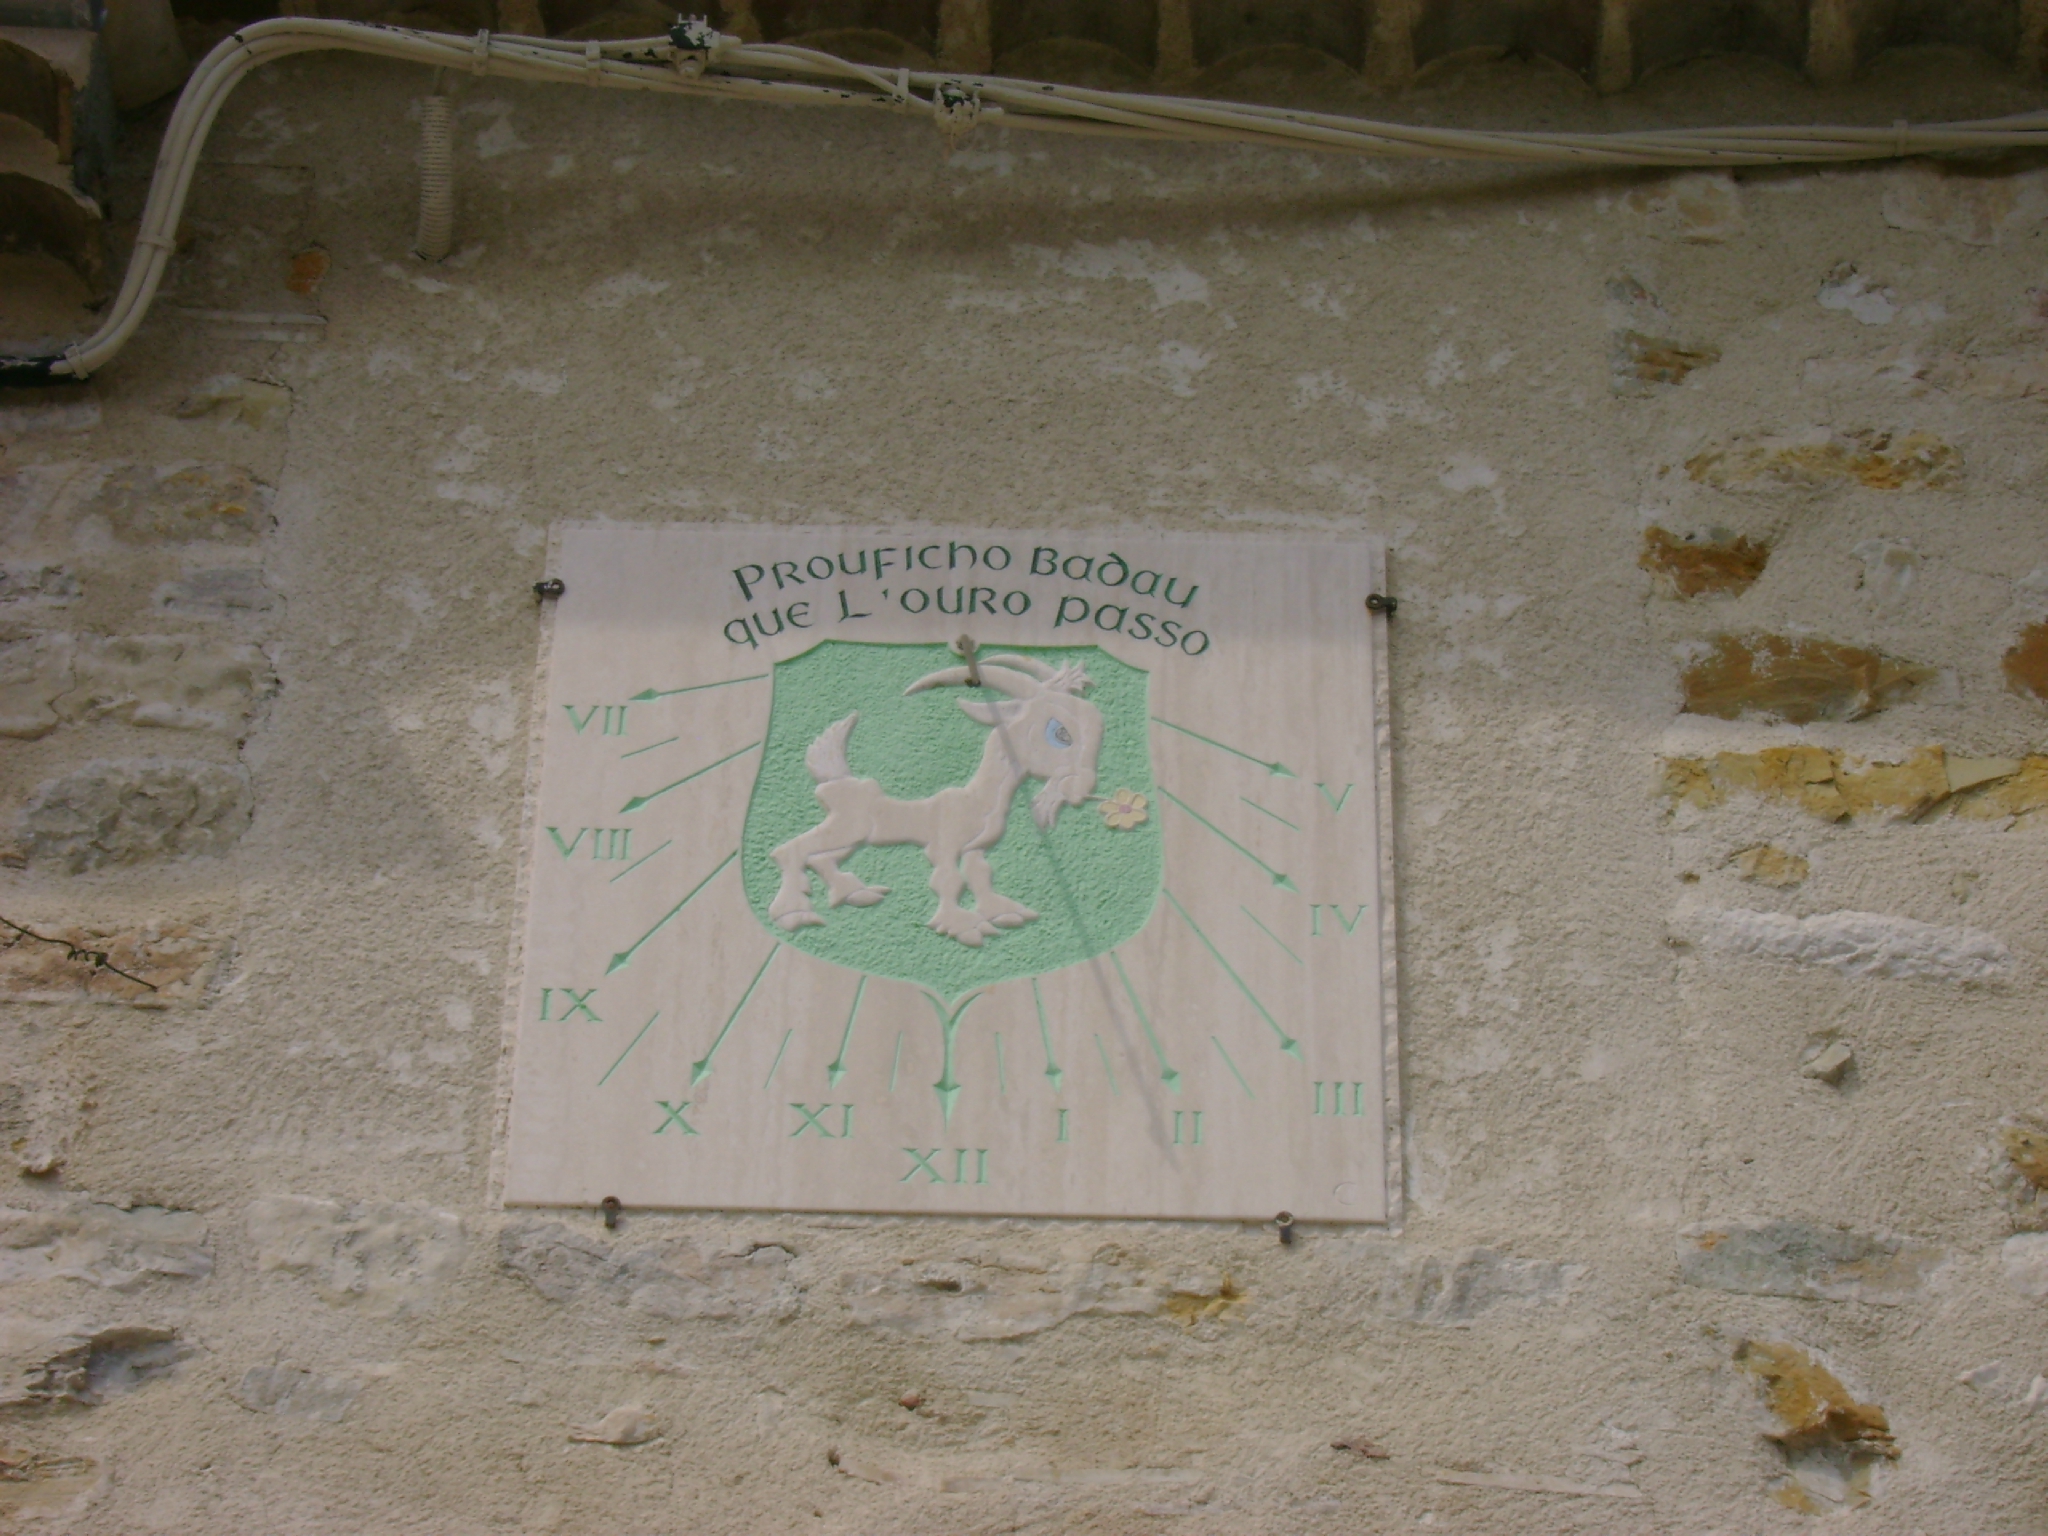 PROUFICHO BADAU
QUE L'OURO PASSO
VII
V
VIII
IV
IX
III
X
XI
XII
I
II